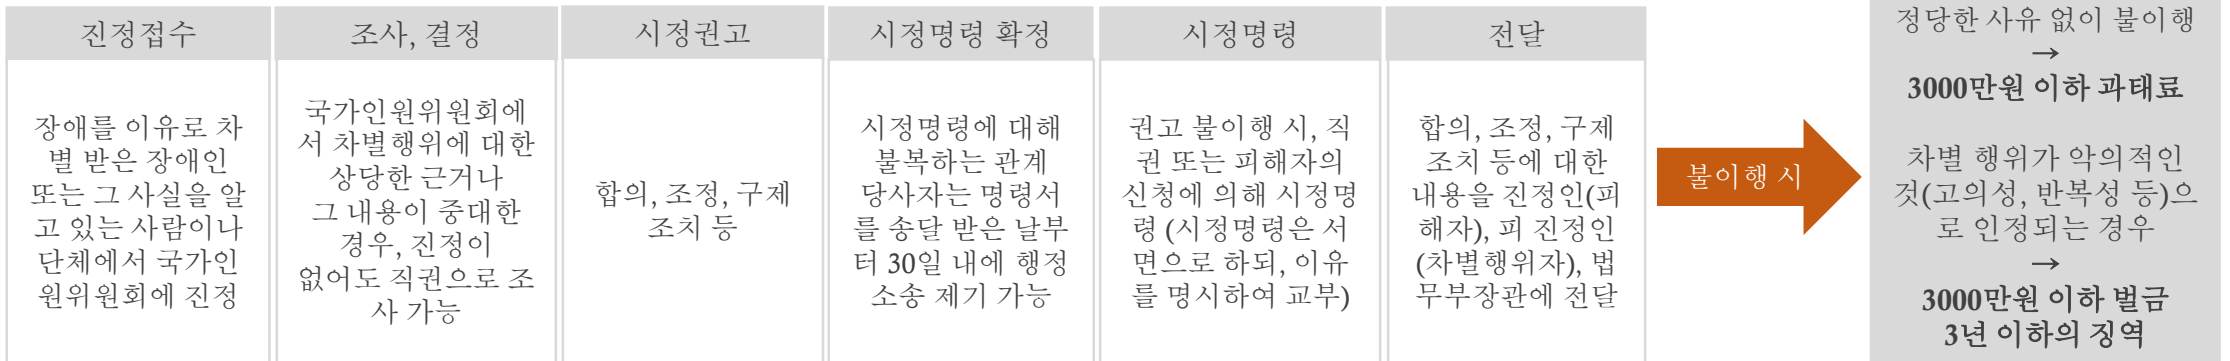 진정접수
장애를 이유로 차
별 받은 장애인
또는 그 사실을 알
고 있는 사람이나
단체에서 국가인
원위원회에 진정
조사, 결정
국가인원위원회에
서 차별행위에 대한
상당한 근거나
그 내용이 중대한
경우, 진정이
없어도 직권으로 조
사 가능
시정권고
합의, 조정, 구제
조치 등
시정명령 확정
시정명령에 대해
불복하는 관계
당사자는 명령서
를 송달 받은 날부
터 30일 내에 행정
소송 제기 가능
시정명령
권고 불이행 시, 직
권 또는 피해자의
신청에 의해 시정명
령 (시정명령은 서
면으로 하되, 이유
를 명시하여 교부)
전달
합의, 조정, 구제
조치 등에 대한
내용을 진정인(피
해자), 피 진정인
(차별행위자), 법
무부장관에 전달
불이행 시
정당한 사유 없이 불이행
→
3000만원 이하 과태료
차별 행위가 악의적인
것(고의성, 반복성 등)으
로 인정되는 경우
→
3000만원 이하 벌금
3년 이하의 징역